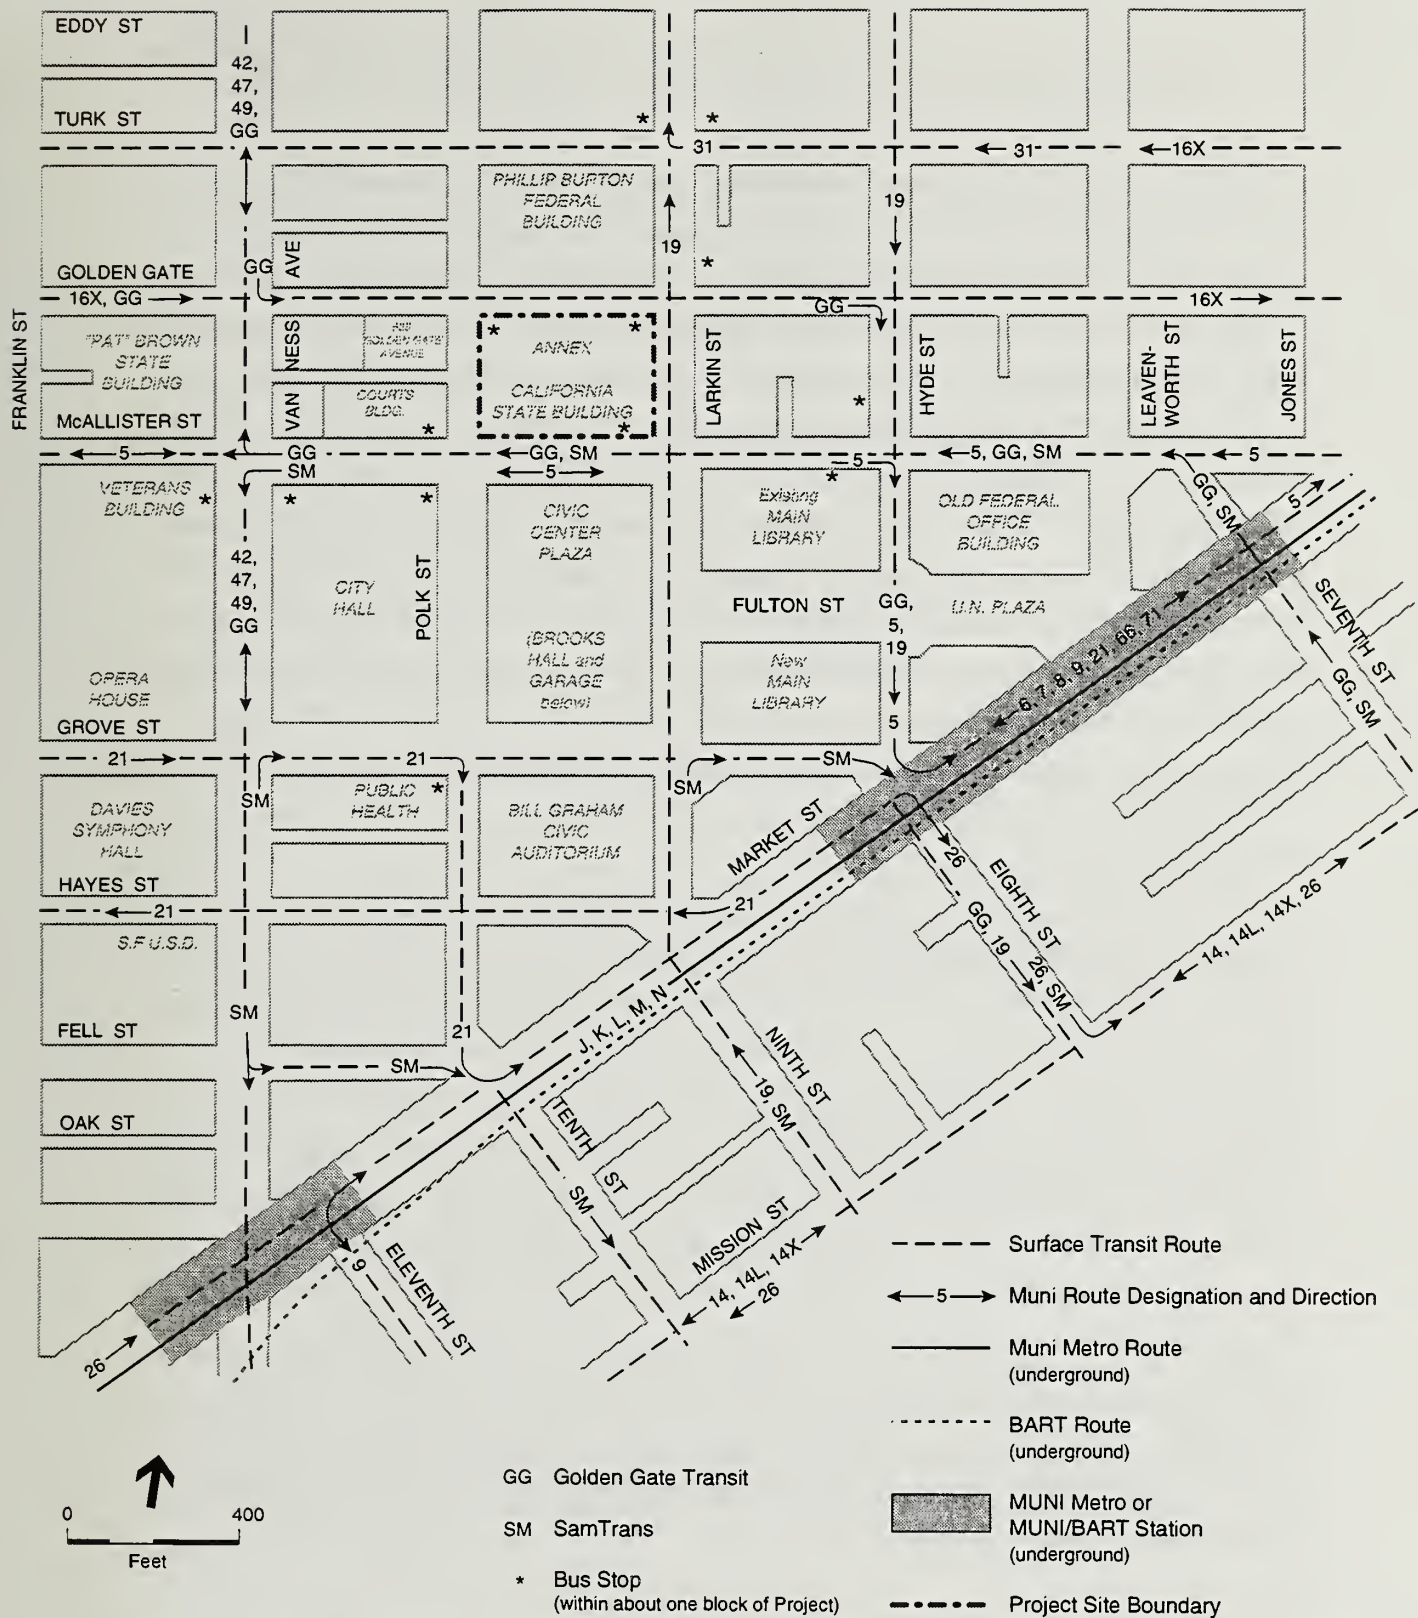 EDDY ST
42,
47,
49,
GG
TURK ST
*
*
31
31
16X
PHILLIP BURTON
FEDERAL
BUILDING
19
19
*
AVE
GOLDEN GATE
GG
16X, GG
GG
16X
FRANKLIN ST
"PAT" BROWN
STATE
BUILDING
McALLISTER ST
VAN
NESS
GOLDEN GATE
AVENUE
COURTS
BLDG.
*
*
*
*
ANNEX
CALIFORNIA
STATE BUILDING
*
LARKIN ST
*
HYDE ST
LEAVEN-
WORTH ST
JONES ST
5
GG
SM
GG, SM
5
5
5, GG, SM
5
VETERANS
BUILDING
*
*
*
CITY
HALL
POLK ST
CIVIC
CENTER
PLAZA
(BROOKS
HALL and
GARAGE
below)
*
Existing
MAIN
LIBRARY
OLD FEDERAL
OFFICE
BUILDING
GG, SM
5
42,
47,
49,
GG
FULTON ST
GG,
5,
19
U.N. PLAZA
SEVENTH ST
GG, SM
OPERA
HOUSE
GROVE ST
New
MAIN
LIBRARY
5
6, 7, 8, 9, 21, 66, 71
21
21
SM
SM
SM
DAVIES
SYMPHONY
HALL
PUBLIC
HEALTH
*
BILL GRAHAM
CIVIC
AUDITORIUM
MARKET ST
26
EIGHTH ST
HAYES ST
21
21
GG, 19
26, SM
14, 14L, 14X, 26
S.F.U.S.D.
SM
FELL ST
21
SM
J, K, L, M, N
NINTH ST
19, SM
OAK ST
TENTH ST
SM
MISSION ST
14, 14L, 14X
26
9
ELEVENTH ST
26
Surface Transit Route
5
Muni Route Designation and Direction
Muni Metro Route
(underground)
BART Route
(underground)
MUNI Metro or
MUNI/BART Station
(underground)
Project Site Boundary
GG Golden Gate Transit
SM SamTrans
* Bus Stop
(within about one block of Project)
0 400
Feet